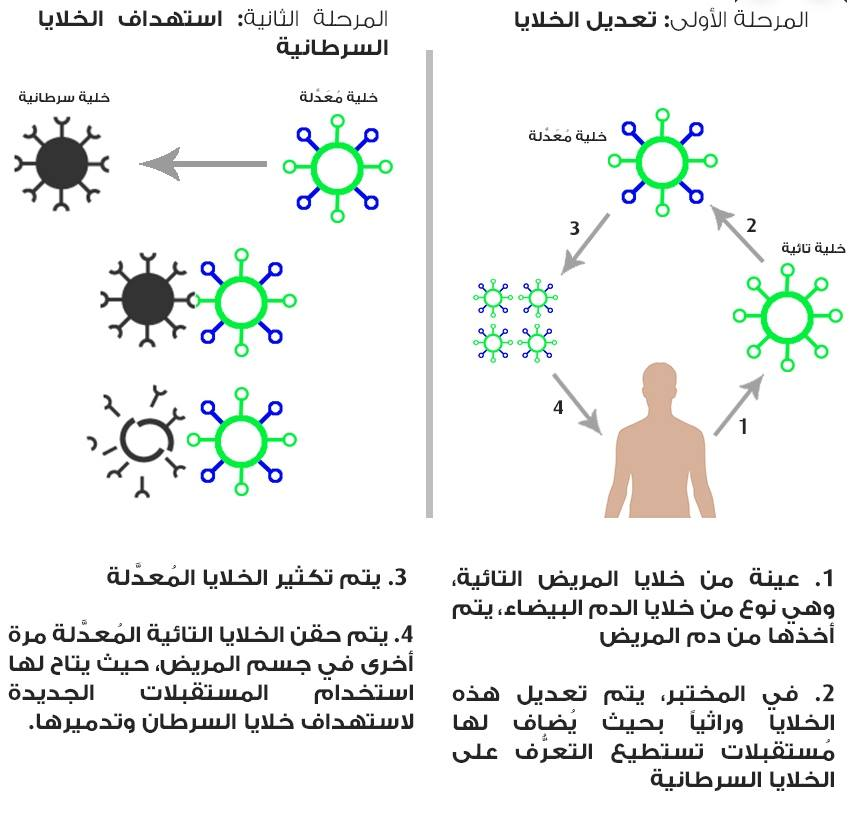 المرحلة الأولى: تعديل الخلايا
خلية مُعَدَّلة
3
2
خلية تائية
4
1
المرحلة الثانية: استهداف الخلايا
السرطانية
خلية مُعَدَّلة
خلية سرطانية
1. عينة من خلايا المريض التائية،
وهي نوع من خلايا الدم البيضاء، يتم
أخذها من دم المريض
2. في المختبر، يتم تعديل هذه
الخلايا وراثياً بحيث يُضاف لها
مُستقبلات تستطيع التعرُّف على
الخلايا السرطانية
3. يتم تكثير الخلايا المُعدَّلة
4. يتم حقن الخلايا التائية المُعدَّلة مرة
أخرى في جسم المريض، حيث يتاح لها
استخدام المستقبلات الجديدة
لاستهداف خلايا السرطان وتدميرها.